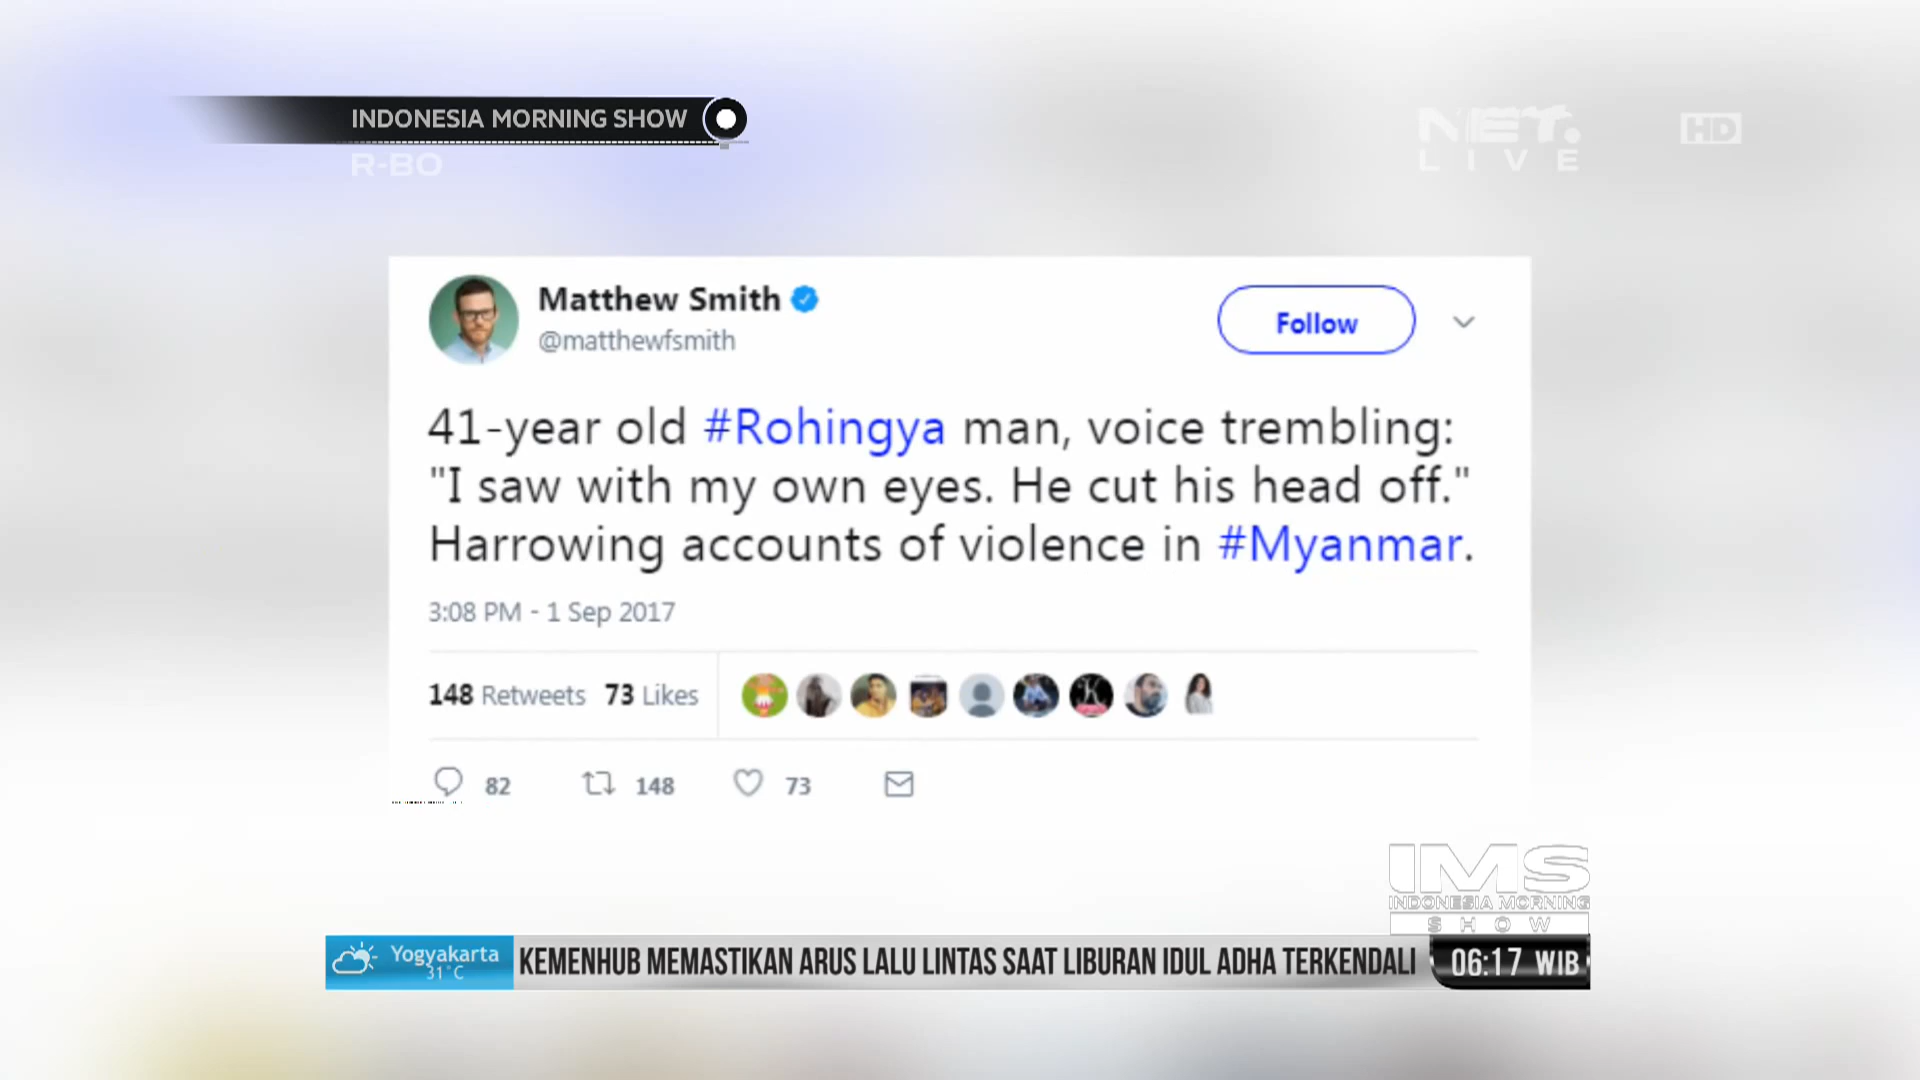 INDONESIA MORNING SHOW
R-BO
NET.
LIVE
HD
Matthew Smith
@matthewfsmith
Follow
41-year old #Rohingya man, voice trembling:
"I saw with my own eyes. He cut his head off."
Harrowing accounts of violence in #Myanmar.
3:08 PM - 1 Sep 2017
148 Retweets 73 Likes
K
82 148 73
IMS
INDONESIA MORNING
SHOW
Yogyakarta
31°C
KEMENHUB MEMASTIKAN ARUS LALU LINTAS SAAT LIBURAN IDUL ADHA TERKENDALI
06:17 WIB